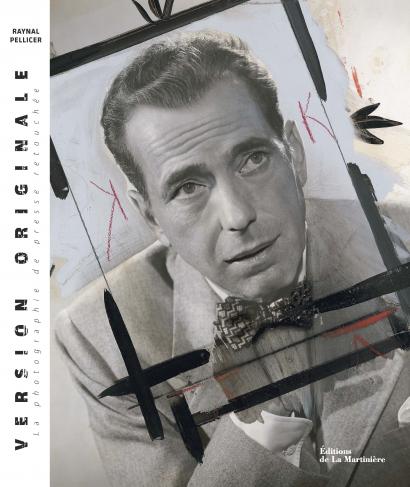 RAYNAL
PELLICER
VERSION ORIGINALE
La photographie de presse retouchée
Éditions
de La Martinière